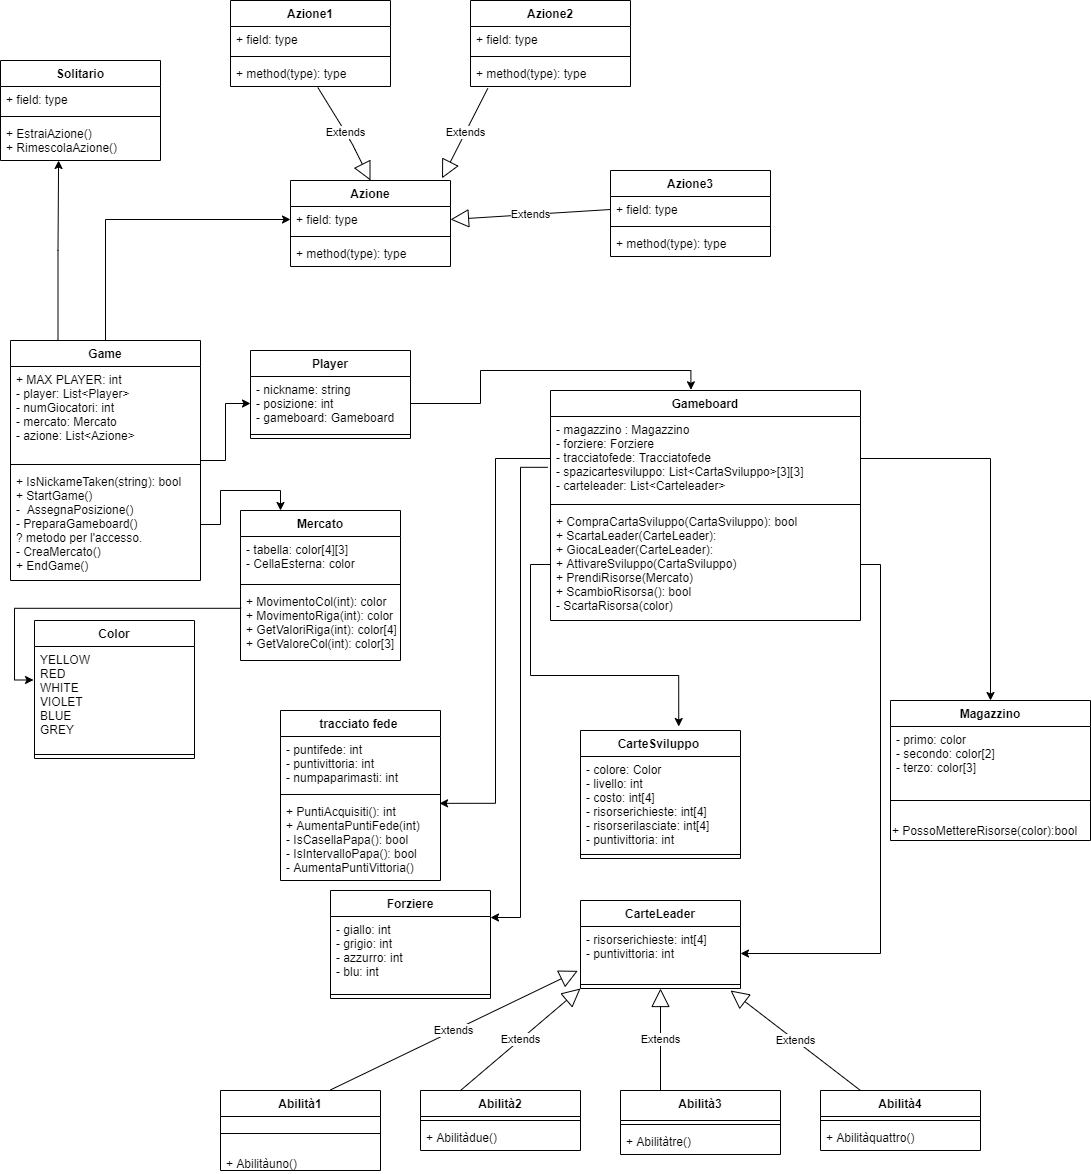 Azione1
+ field: type
+ method(type): type
Azione2
+ field: type
+ method(type): type
Solitario
+ field: type
+ EstraiAzione()
+ RimescolaAzione()
Extends
Extends
Azione
+ field: type
+ method(type): type
Extends
Azione3
+ field: type
+ method(type): type
Game
+ MAX PLAYER: int
- player: List<Player>
- numGiocatori: int
- mercato: Mercato
- azione: List<Azione>
+ IsNickameTaken(string): bool
+ StartGame()
- AssegnaPosizione()
- PreparaGameboard()
? metodo per l'accesso.
- CreaMercato()
+ EndGame()
Player
- nickname: string
- posizione: int
- gameboard: Gameboard
Gameboard
- magazzino : Magazzino
- forziere: Forziere
- tracciatofede: Tracciatofede
- spazicartesviluppo: List<CartaSviluppo>[3][3]
- carteleader: List<Carteleader>
+ CompraCartaSviluppo(CartaSviluppo): bool
+ ScartaLeader(CarteLeader):
+ GiocaLeader(CarteLeader):
+ AttivareSviluppo(CartaSviluppo)
+ PrendiRisorse(Mercato)
+ ScambioRisorsa(): bool
- ScartaRisorsa(color)
Mercato
- tabella: color[4][3]
- CellaEsterna: color
+ MovimentoCol(int): color
+ MovimentoRiga(int): color
+ GetValoriRiga(int): color[4]
+ GetValoreCol(int): color[3]
Color
YELLOW
RED
WHITE
VIOLET
BLUE
GREY
tracciato fede
- puntifede: int
- puntivittoria: int
- numpaparimasti: int
+ PuntiAcquisiti(): int
+ AumentaPuntiFede(int)
- IsCasellaPapa(): bool
- IsIntervalloPapa(): bool
- AumentaPuntiVittoria()
CarteSviluppo
- colore: Color
- livello: int
- costo: int[4]
- risorserichieste: int[4]
- risorserilasciate: int[4]
- puntivittoria: int
Magazzino
- primo: color
- secondo: color[2]
- terzo: color[3]
+ PossoMettereRisorse(color):bool
Forziere
- giallo: int
- grigio: int
- azzurro: int
- blu: int
CarteLeader
- risorserichieste: int[4]
- puntivittoria: int
Extends
Extends
Extends
Extends
Abilità1
+ Abilitàuno()
Abilità2
+ Abilitàdue()
Abilità3
+ Abilitàtre()
Abilità4
+ Abilitàquattro()